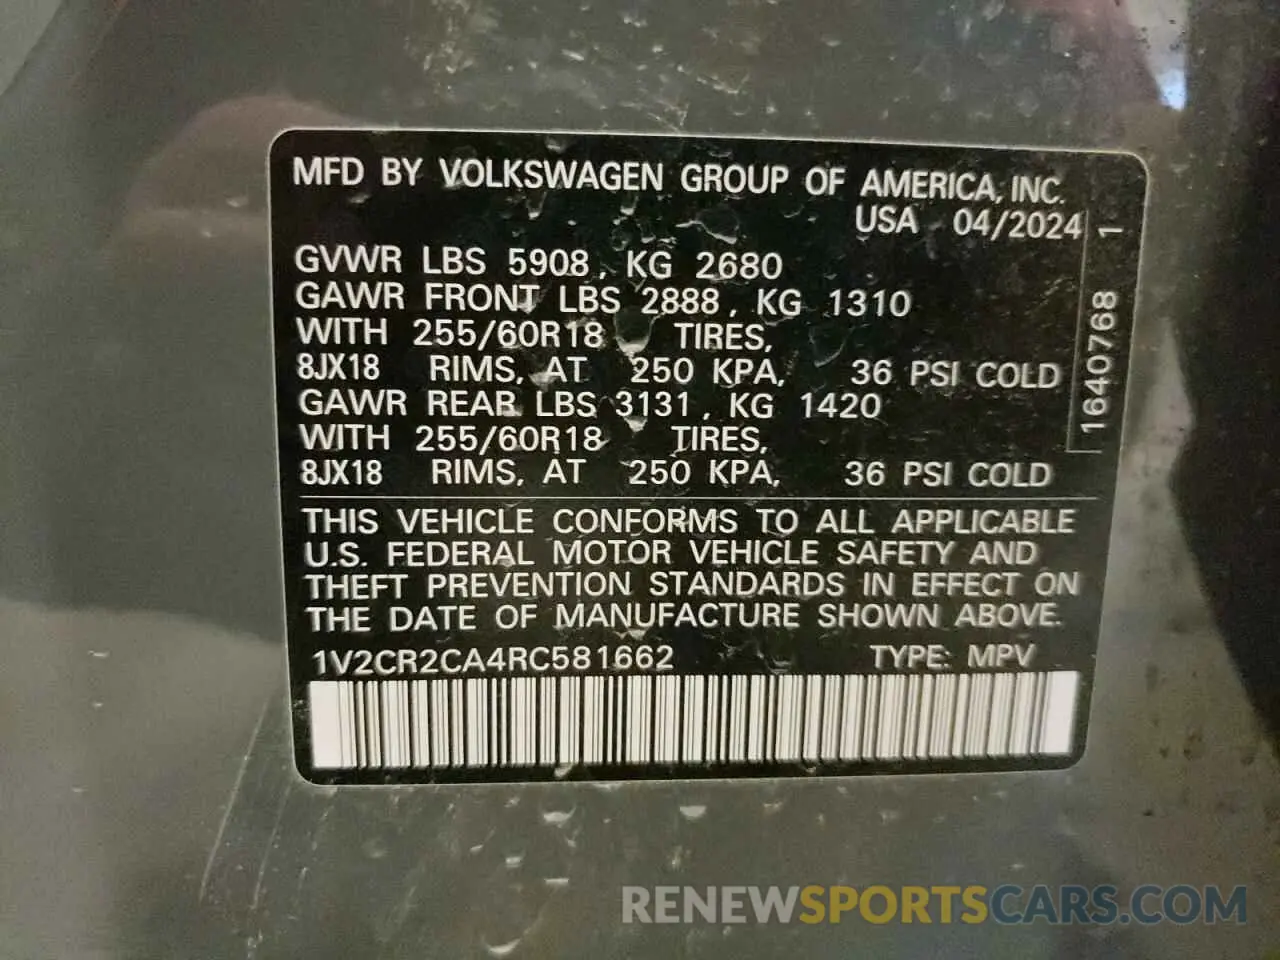 MFD BY VOLKSWAGEN GROUP OF AMERICA, INC.
USA 04/2024
GVWR LBS 5908, KG 2680
GAWR FRONT LBS 2888, KG 1310
WITH 255/60R18 TIRES,
8JX18 RIMS, AT 250 KPA, 36 PSI COLD
GAWR REAR LBS 3131, KG 1420
WITH 255/60R18 TIRES,
8JX18 RIMS, AT 250 KPA, 36 PSI COLD
1640768 1
THIS VEHICLE CONFORMS TO ALL APPLICABLE
U.S. FEDERAL MOTOR VEHICLE SAFETY AND
THEFT PREVENTION STANDARDS IN EFFECT ON
THE DATE OF MANUFACTURE SHOWN ABOVE.
1V2CR2CA4RC581662 TYPE: MPV
RENEWSPORTSCARS.COM